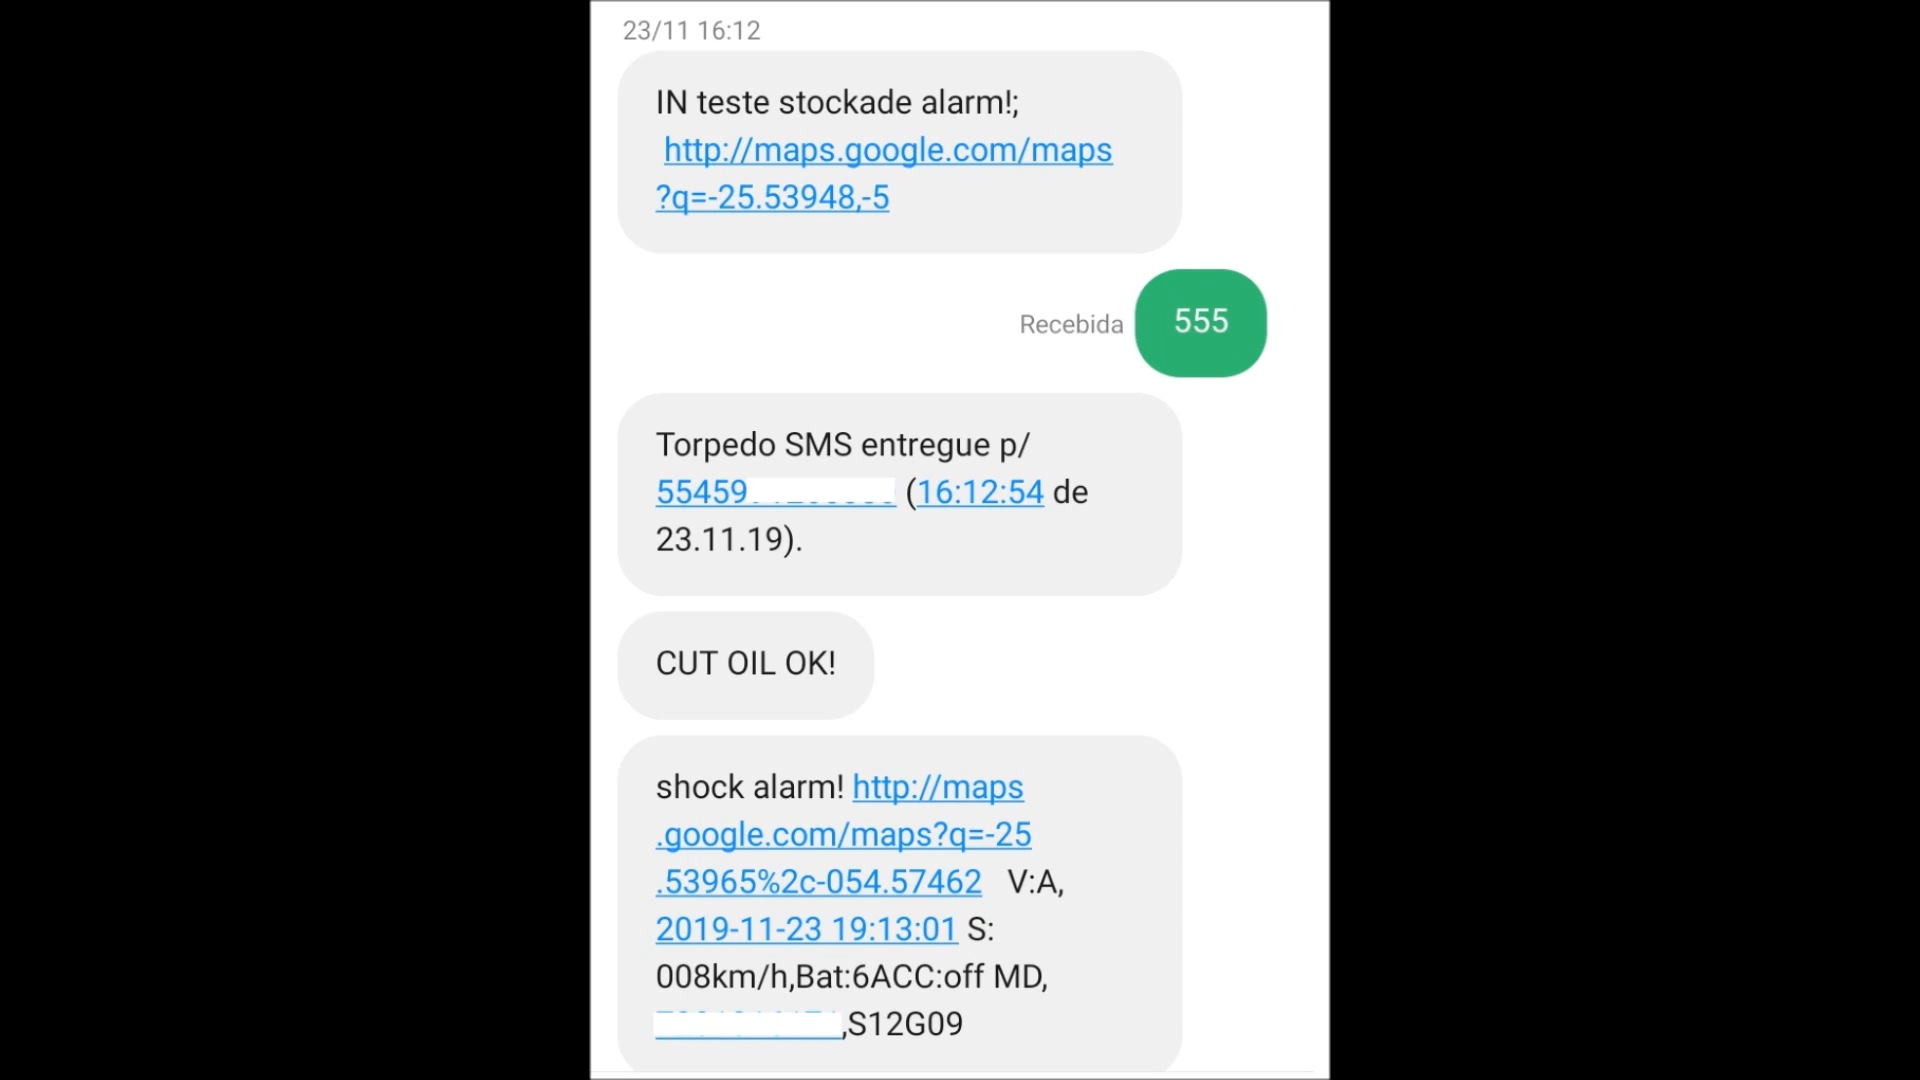 23/11 16:12
IN teste stockade alarm!;
http://maps.google.com/maps
?q=-25.53948,-5
Recebida 555
Torpedo SMS entregue p/
55459 (16:12:54 de
23.11.19).
CUT OIL OK!
shock alarm! http://maps
.google.com/maps?q=-25
.53965%2c-054.57462 V:A,
2019-11-23 19:13:01 S:
008km/h,Bat:6ACC:off MD,
,S12G09